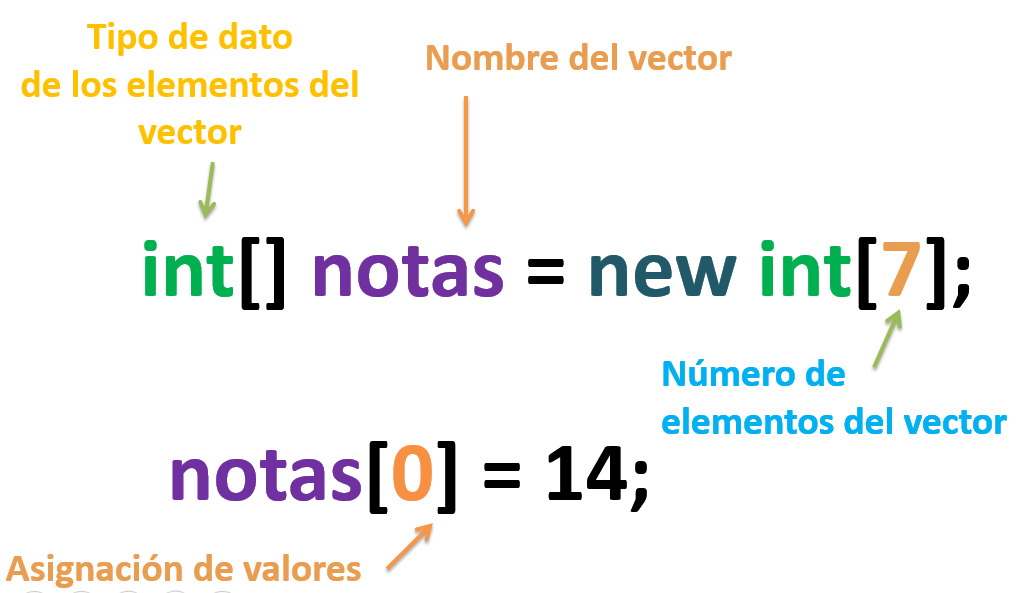 Tipo de dato
de los elementos del
vector
Nombre del vector
int[] notas = new int[7];
Número de
elementos del vector
notas[0] = 14;
Asignación de valores